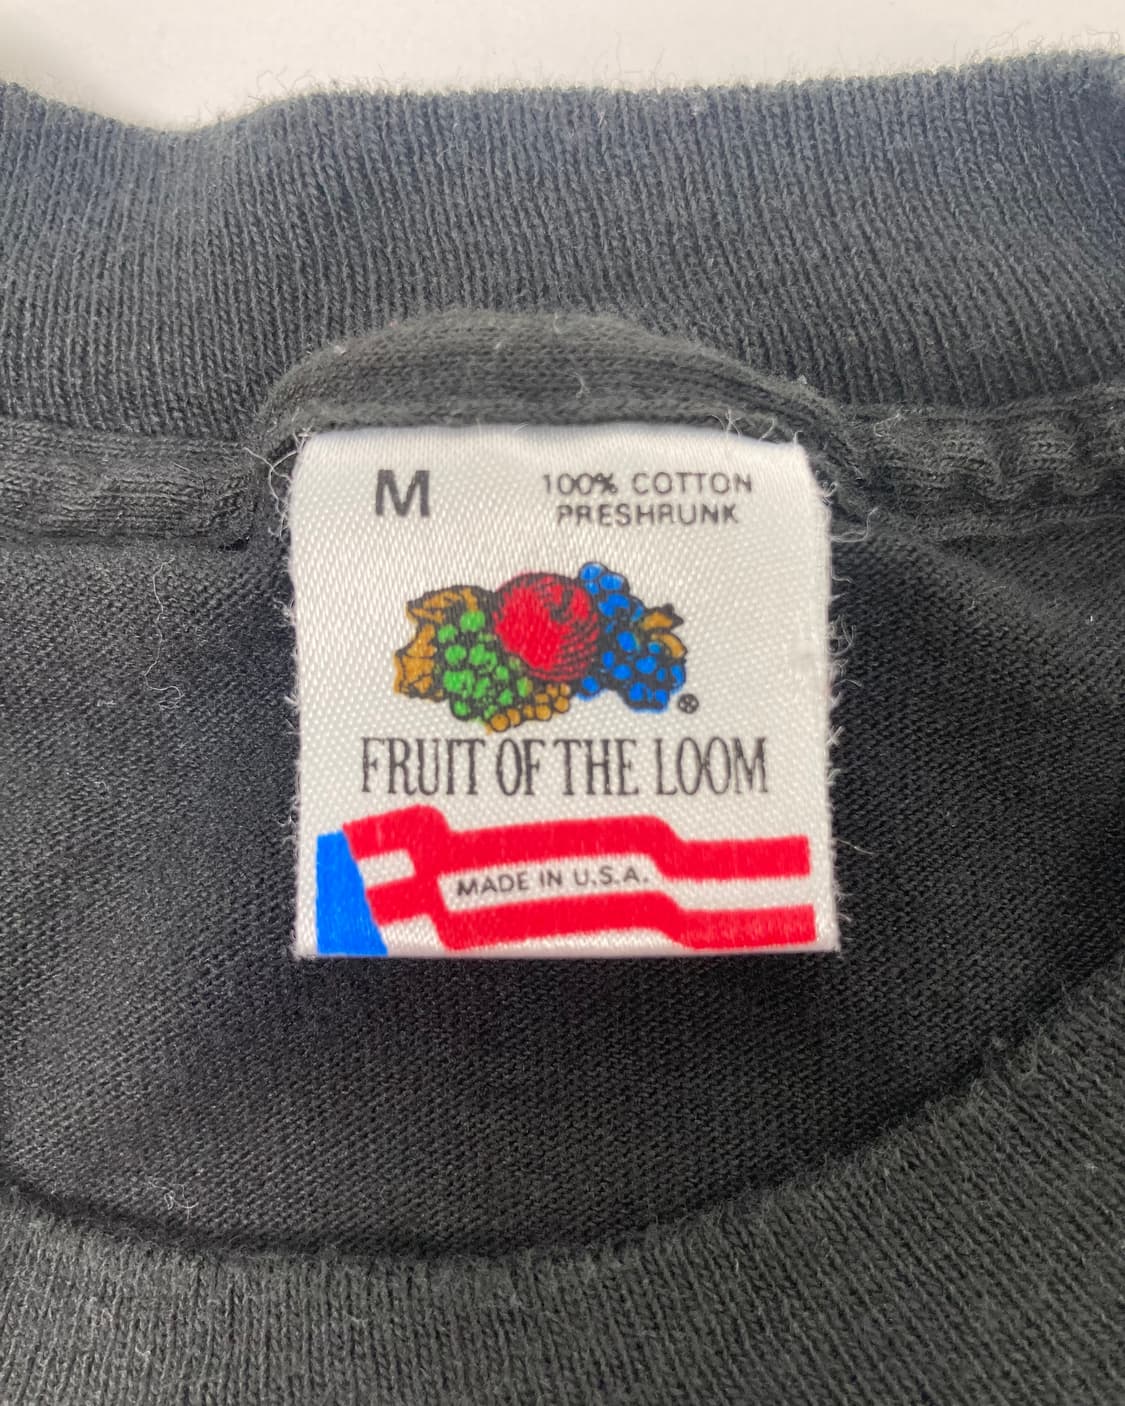 M
100% COTTON
PRESHRUNK
®
FRUIT OF THE LOOM
MADE IN U.S.A.